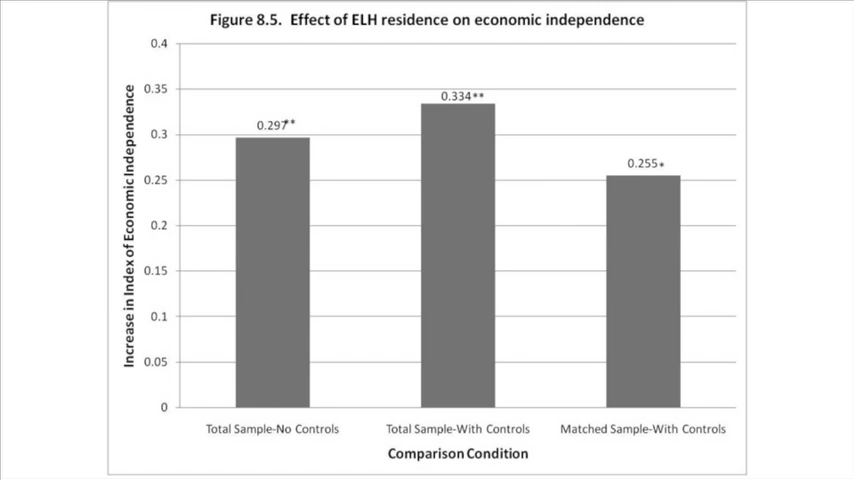 Figure 8.5. Effect of ELH residence on economic independence
0.4
0.35
0.3
0.25
0.2
0.15
0.1
0.05
0
Increase in Index of Economic Independence
0.297**
0.334**
0.255*
Total Sample-No Controls
Total Sample-With Controls
Matched Sample-With Controls
Comparison Condition